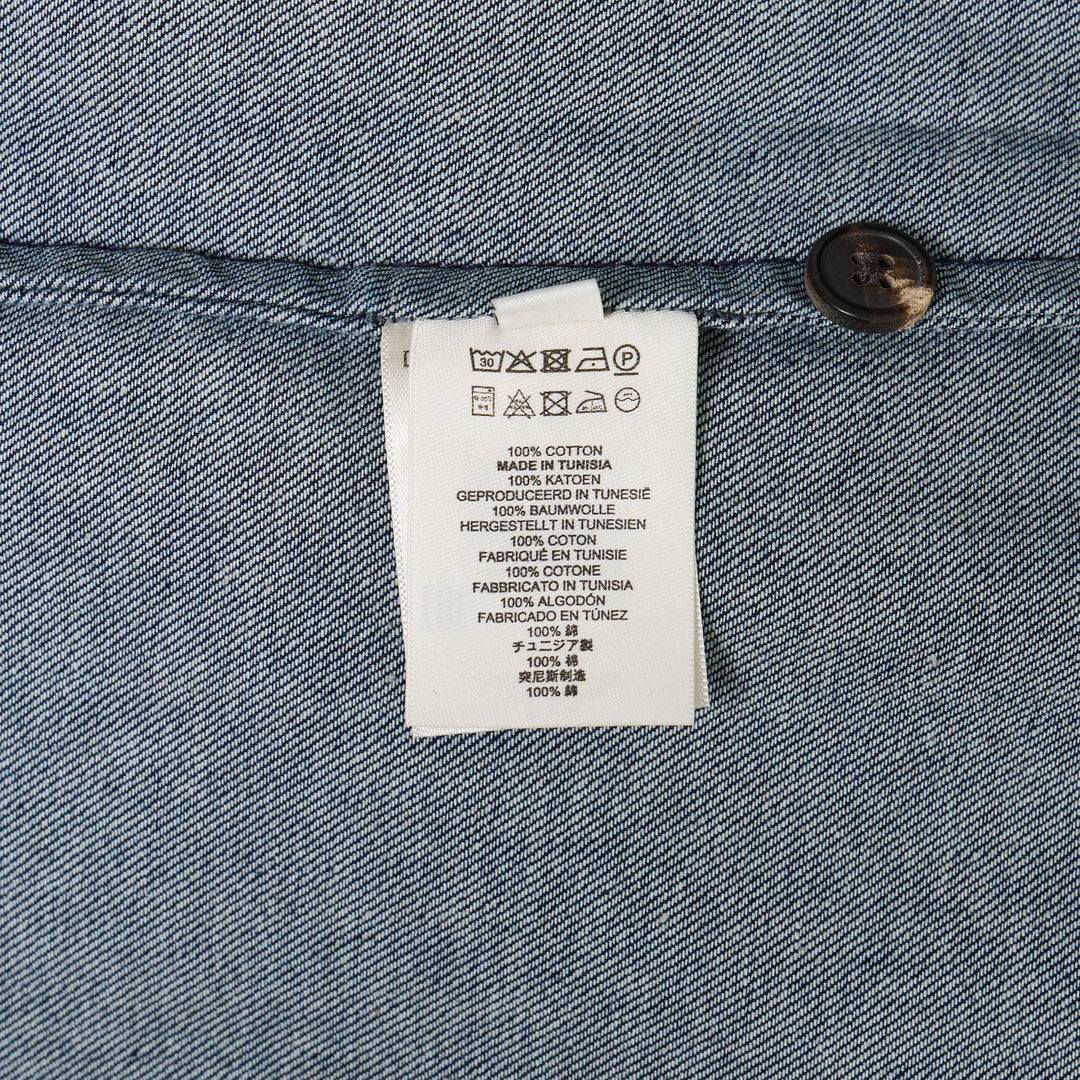 30 P
100% COTTON
MADE IN TUNISIA
100% KATOEN
GEPRODUCEERD IN TUNESIË
100% BAUMWOLLE
HERGESTELLT IN TUNESIEN
100% COTON
FABRIQUÉ EN TUNISIE
100% COTONE
FABBRICATO IN TUNISIA
100% ALGODÓN
FABRICADO EN TÚNEZ
100% 綿
チュニジア製
100% 棉
突尼斯制造
100% 綿